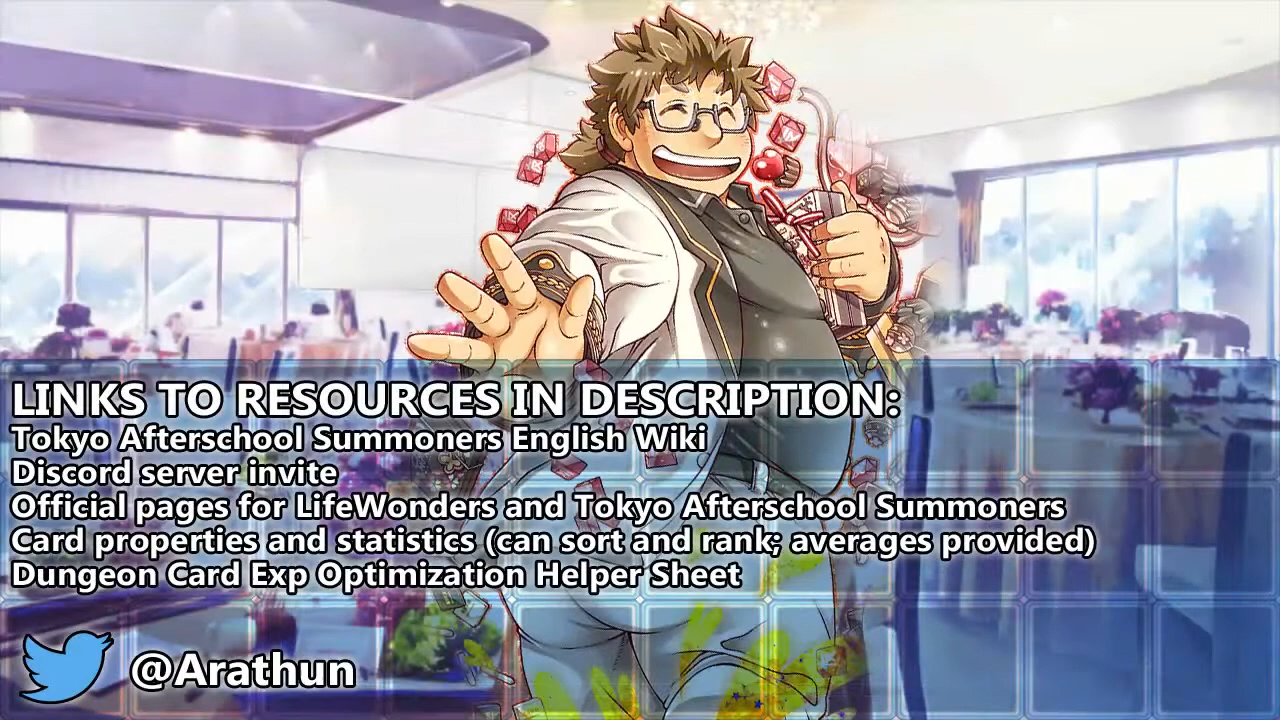 LINKS TO RESOURCES IN DESCRIPTION:
Tokyo Afterschool Summoners English Wiki
Discord server invite
Official pages for LifeWonders and Tokyo Afterschool Summoners
Card properties and statistics (can sort and rank; averages provided)
Dungeon Card Exp Optimization Helper Sheet
@Arathun